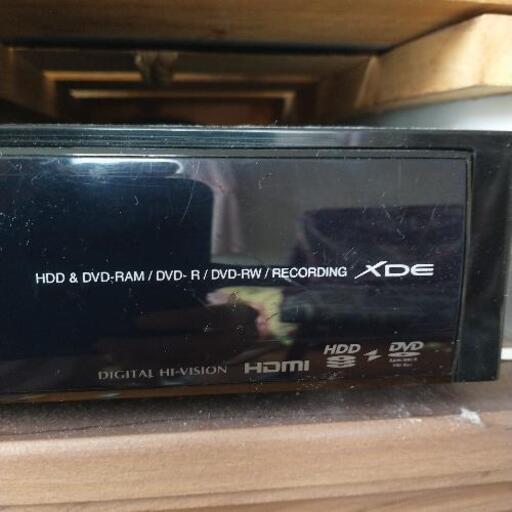 HDD & DVD-RAM / DVD-R / DVD-RW / RECORDING XDE
DIGITAL HI-VISION HDMI HDD DVD